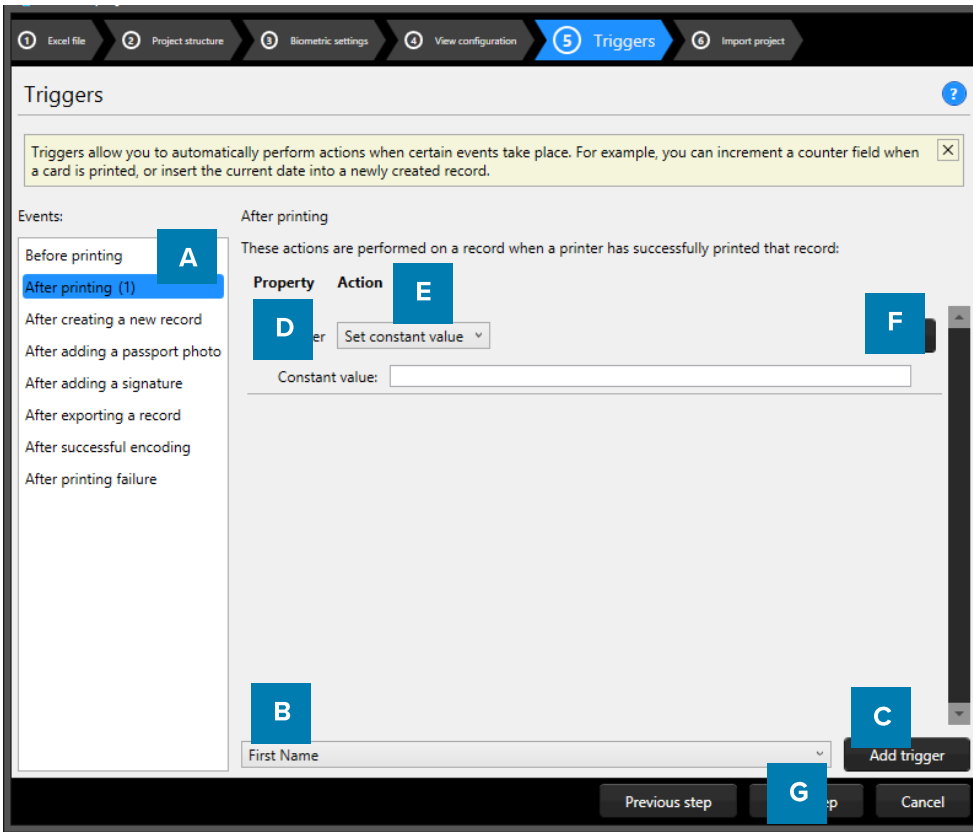 1 Excel file 2 Project structure 3 Biometric settings 4 View configuration 5 Triggers 6 Import project
Triggers
?
Triggers allow you to automatically perform actions when certain events take place. For example, you can increment a counter field when
a card is printed, or insert the current date into a newly created record.
Events:
Before printing
A
After printing (1)
After creating a new record
After adding a passport photo
After adding a signature
After exporting a record
After successful encoding
After printing failure
After printing
These actions are performed on a record when a printer has successfully printed that record:
Property Action
E
D
Set constant value
F
Constant value:
B
C
First Name
Add trigger
Previous step
G
Cancel